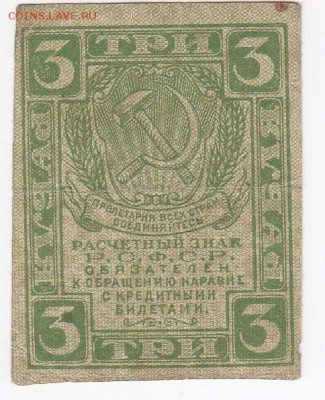 COINS.LAVE.RU
3 ТРИ 3
РУБЛЯ
РУБЛЯ
ПРОЛЕТАРИИ ВСЕХ СТРАН
СОЕДИНЯЙТЕСЬ
РАСЧЕТНЫЙ ЗНАК
Р.С.Ф.С.Р.
ОБЯЗАТЕЛЕН
К ОБРАЩЕНИЮ НАРАВНЕ
С КРЕДИТНЫМИ
БИЛЕТАМИ.
3 ТРИ 3